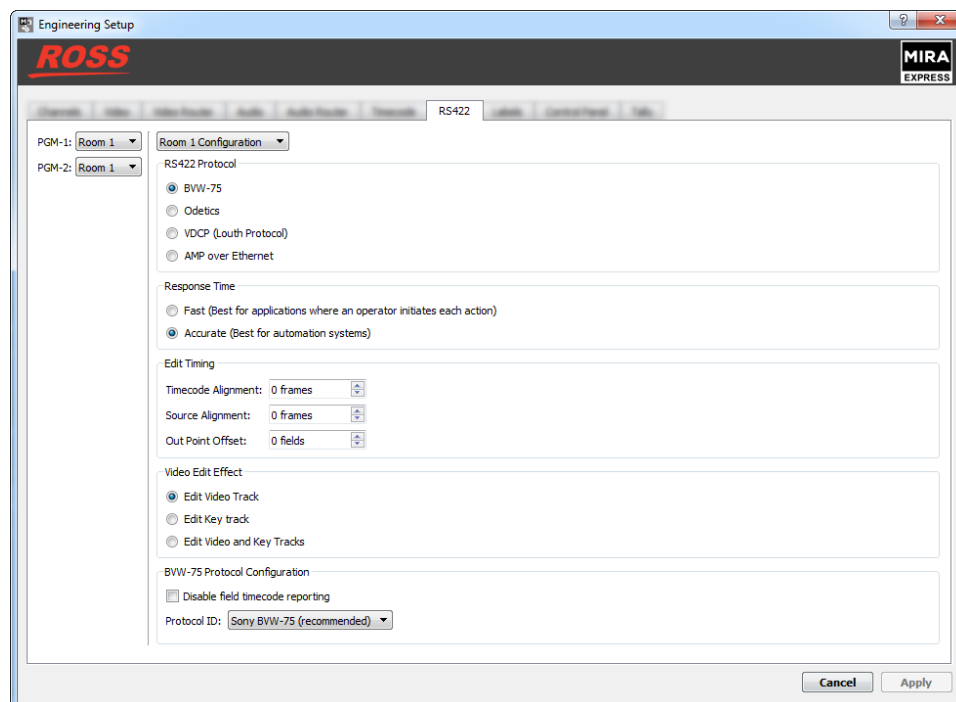 Engineering Setup
?
X
ROSS
MIRA
EXPRESS
RS422
PGM-1: Room 1
PGM-2: Room 1
Room 1 Configuration
RS422 Protocol
BVW-75
Odetics
VDCP (Louth Protocol)
AMP over Ethernet
Response Time
Fast (Best for applications where an operator initiates each action)
Accurate (Best for automation systems)
Edit Timing
Timecode Alignment: 0 frames
Source Alignment: 0 frames
Out Point Offset: 0 fields
Video Edit Effect
Edit Video Track
Edit Key track
Edit Video and Key Tracks
BVW-75 Protocol Configuration
Disable field timecode reporting
Protocol ID: Sony BVW-75 (recommended)
Cancel
Apply